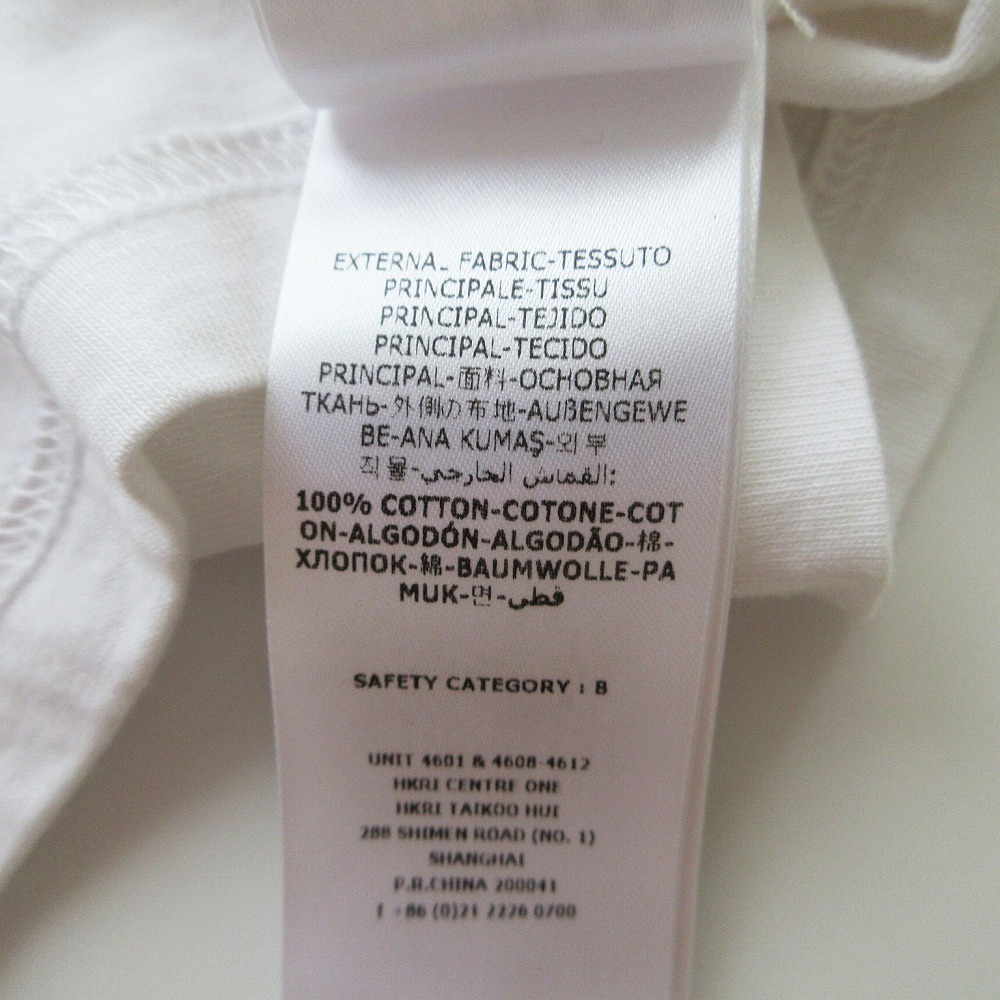 EXTERNAL FABRIC-TESSUTO
PRINCIPALE-TISSU
PRINCIPAL-TEJIDO
PRINCIPAL-TECIDO
PRINCIPAL-面料-ОСНОВНАЯ
ТКАНЬ-外側の布地-AUßENGEWE
BE-ANA KUMAŞ-외부
직물-القماش الخارجي:
100% COTTON-COTONE-COT
ON-ALGODÓN-ALGODÃO-棉-
ХЛОПОК-綿-BAUMWOLLE-PA
MUK-면-قطن
SAFETY CATEGORY : B
UNIT 4601 & 4608-4612
HKRI CENTRE ONE
HKRI TAIKOO HUI
288 SHIMEN ROAD (NO. 1)
SHANGHAI
P.R.CHINA 200041
+86 (0)21 2226 0700